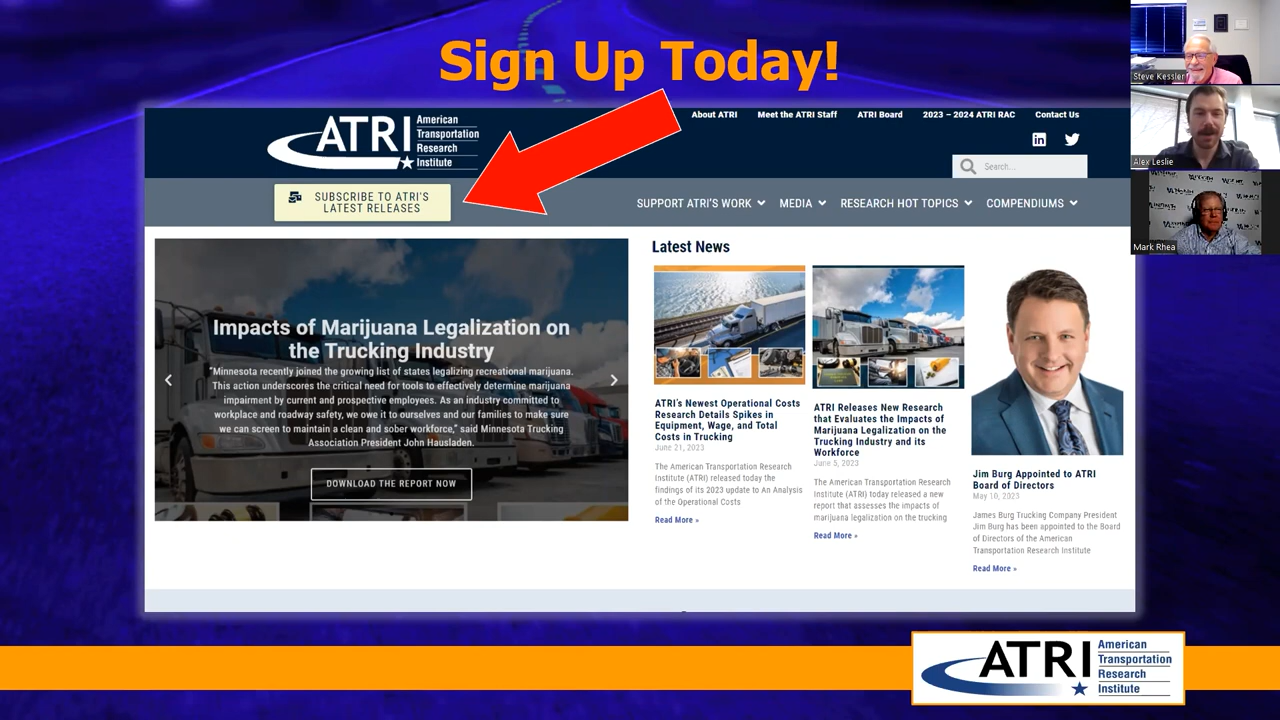 Sign Up Today!
Steve Kessler
Alex Leslie
Mark Rhea
ATRI
American
Transportation
Research
Institute
About ATRI
Meet the ATRI Staff
ATRI Board
2023 – 2024 ATRI RAC
Contact Us
Search...
SUBSCRIBE TO ATRI'S
LATEST RELEASES
SUPPORT ATRI'S WORK
MEDIA
RESEARCH HOT TOPICS
COMPENDIUMS
Impacts of Marijuana Legalization on
the Trucking Industry
"Minnesota recently joined the growing list of states legalizing recreational marijuana.
This action underscores the critical need for tools to effectively determine marijuana
impairment by current and prospective employees. As an industry committed to
workplace and roadway safety, we owe it to ourselves and our families to make sure
we can screen to maintain a clean and sober workforce," said Minnesota Trucking
Association President John Hausladen.
DOWNLOAD THE REPORT NOW
Latest News
ATRI's Newest Operational Costs
Research Details Spikes in
Equipment, Wage, and Total
Costs in Trucking
June 21, 2023
The American Transportation Research
Institute (ATRI) released today the
findings of its 2023 update to An Analysis
of the Operational Costs
Read More »
ATRI Releases New Research
that Evaluates the Impacts of
Marijuana Legalization on the
Trucking Industry and its
Workforce
June 5, 2023
The American Transportation Research
Institute (ATRI) today released a new
report that assesses the impacts of
marijuana legalization on the trucking
Read More »
Jim Burg Appointed to ATRI
Board of Directors
May 10, 2023
James Burg Trucking Company President
Jim Burg has been appointed to the Board
of Directors of the American
Transportation Research Institute
Read More »
ATRI
American
Transportation
Research
Institute